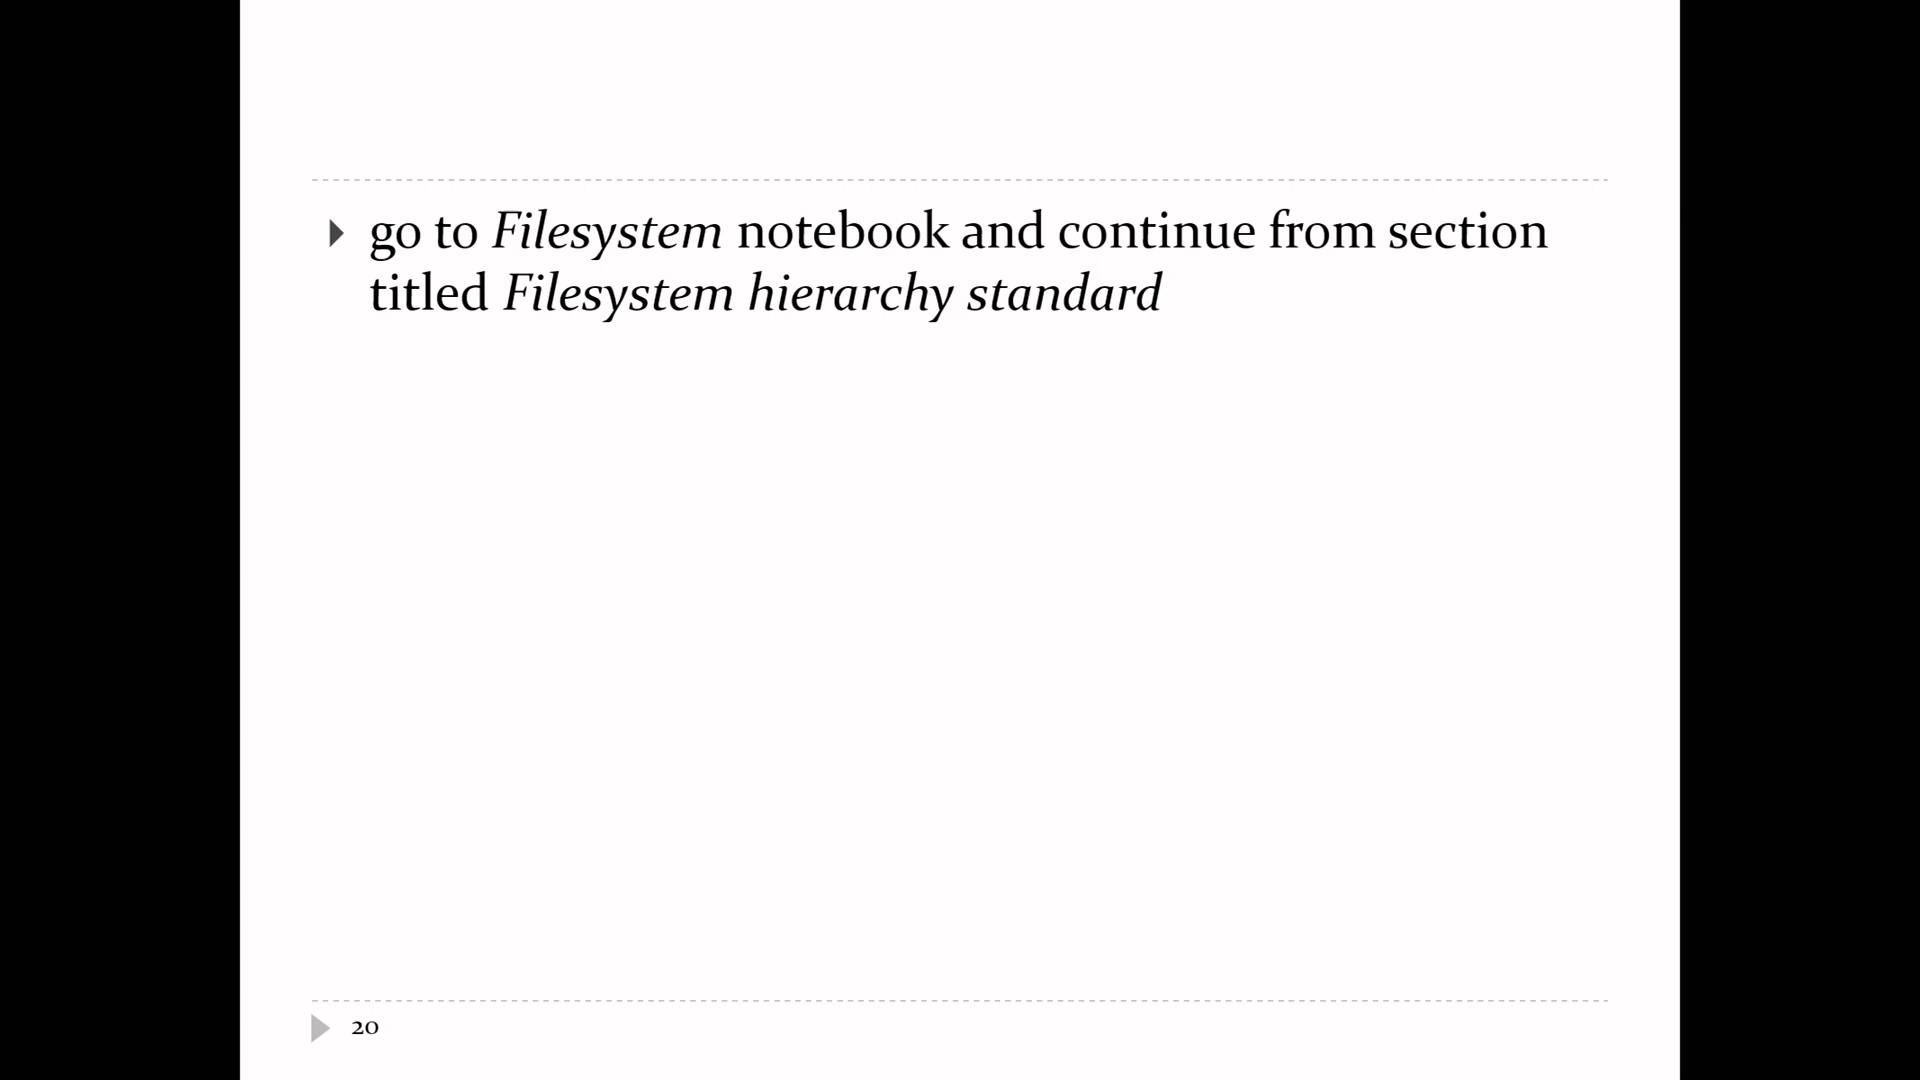 go to Filesystem notebook and continue from section
titled Filesystem hierarchy standard
20